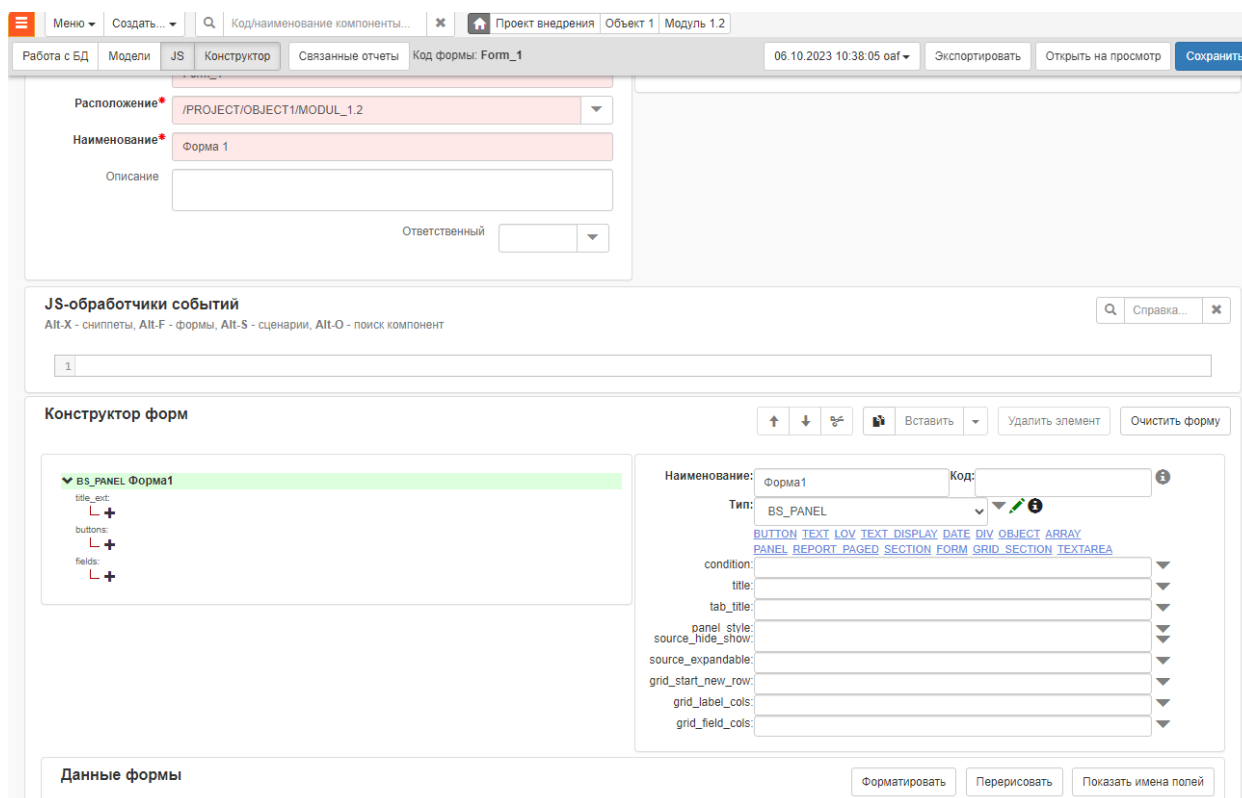 Меню Создать... Код/наименование компоненты... Проект внедрения Объект 1 Модуль 1.2
Работа с БД Модели JS Конструктор Связанные отчеты Код формы: Form_1 06.10.2023 10:38:05 oaf Экспортировать Открыть на просмотр Сохранить
Form_1
Расположение* /PROJECT/OBJECT1/MODUL_1.2
Наименование* Форма 1
Описание
Ответственный
JS-обработчики событий
Alt-X - сниппеты, Alt-F - формы, Alt-S - сценарии, Alt-O - поиск компонент
Справка...
1
Конструктор форм
Вставить Удалить элемент Очистить форму
BS_PANEL Форма1
title_ext:
buttons:
fields:
Наименование: Форма1 Код:
Тип: BS_PANEL
BUTTON TEXT LOV TEXT_DISPLAY DATE DIV OBJECT ARRAY
PANEL REPORT_PAGED SECTION FORM GRID_SECTION TEXTAREA
condition:
title:
tab_title:
panel_style:
source_hide_show:
source_expandable:
grid_start_new_row:
grid_label_cols:
grid_field_cols:
Данные формы
Форматировать Перерисовать Показать имена полей